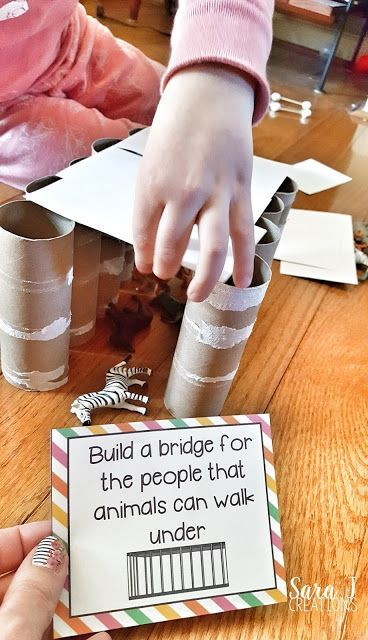 Build a bridge for
the people that
animals can walk
under
Sara J
CREATIONS